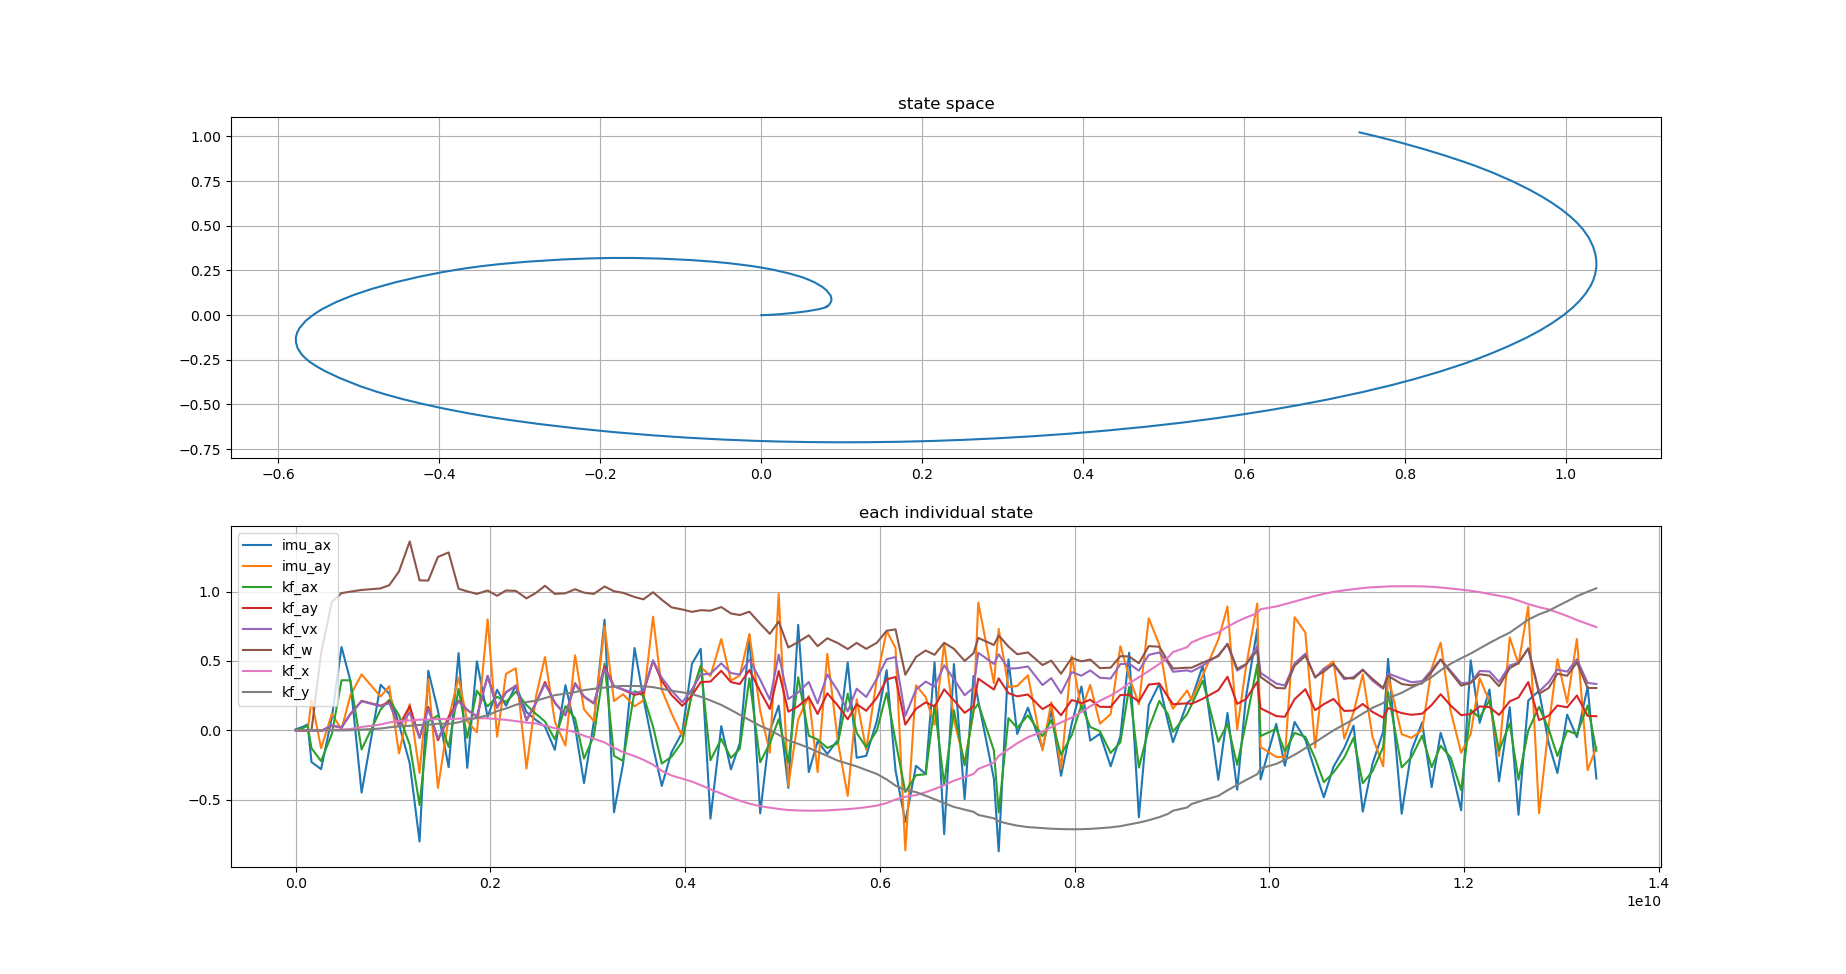 state space
1.00
0.75
0.50
0.25
0.00
−0.25
−0.50
−0.75
−0.6 −0.4 −0.2 0.0 0.2 0.4 0.6 0.8 1.0
each individual state
imu_ax
imu_ay
kf_ax
kf_ay
kf_vx
kf_w
kf_x
kf_y
1.0
0.5
0.0
−0.5
0.0 0.2 0.4 0.6 0.8 1.0 1.2 1.4
1e10